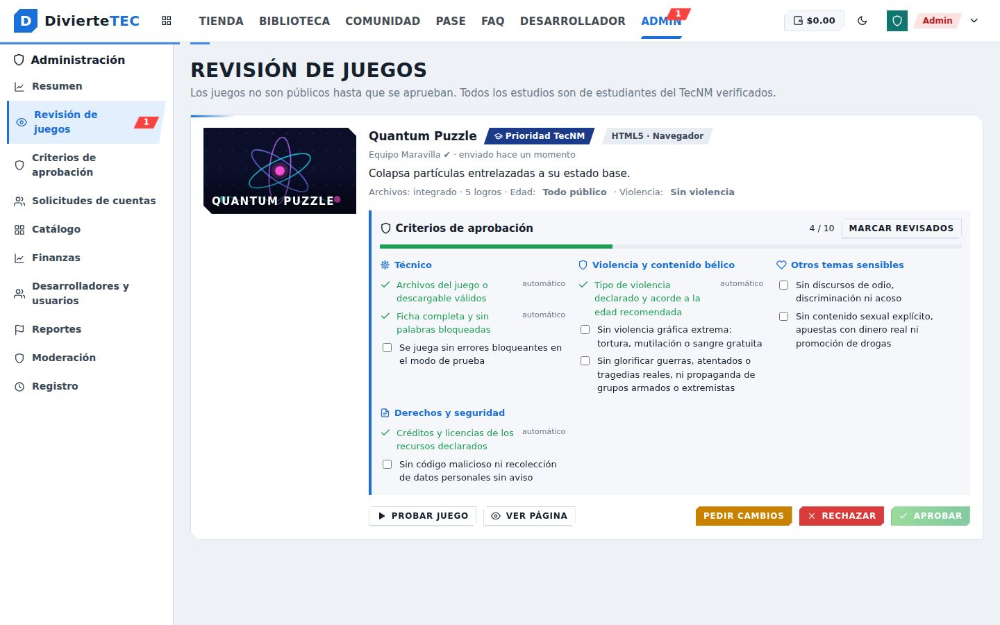 D DivierteTEC
TIENDA BIBLIOTECA COMUNIDAD PASE FAQ DESARROLLADOR ADMIN 1
$0.00 Admin
Administración
Resumen
Revisión de
juegos
1
Criterios de
aprobación
Solicitudes de cuentas
Catálogo
Finanzas
Desarrolladores y
usuarios
Reportes
Moderación
Registro
REVISIÓN DE JUEGOS
Los juegos no son públicos hasta que se aprueban. Todos los estudios son de estudiantes del TecNM verificados.
QUANTUM PUZZLE
Quantum Puzzle Prioridad TecNM HTML5 · Navegador
Equipo Maravilla ✔ · enviado hace un momento
Colapsa partículas entrelazadas a su estado base.
Archivos: integrado · 5 logros · Edad: Todo público · Violencia: Sin violencia
Criterios de aprobación 4 / 10 MARCAR REVISADOS
Técnico
Archivos del juego o automático
descargable válidos
Ficha completa y sin automático
palabras bloqueadas
Se juega sin errores bloqueantes en
el modo de prueba
Violencia y contenido bélico
Tipo de violencia automático
declarado y acorde a la
edad recomendada
Sin violencia gráfica extrema:
tortura, mutilación o sangre gratuita
Sin glorificar guerras, atentados o
tragedias reales, ni propaganda de
grupos armados o extremistas
Otros temas sensibles
Sin discursos de odio,
discriminación ni acoso
Sin contenido sexual explícito,
apuestas con dinero real ni
promoción de drogas
Derechos y seguridad
Créditos y licencias de los automático
recursos declarados
Sin código malicioso ni recolección
de datos personales sin aviso
PROBAR JUEGO VER PÁGINA PEDIR CAMBIOS RECHAZAR APROBAR